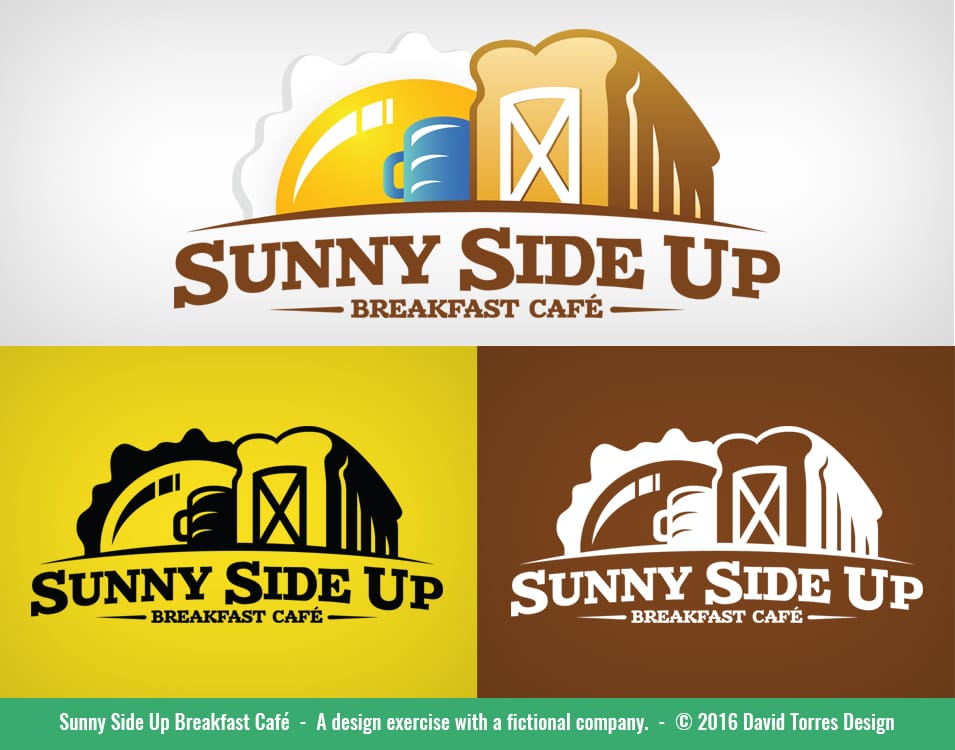 SUNNY SIDE UP
BREAKFAST CAFÉ
SUNNY SIDE UP
BREAKFAST CAFÉ
SUNNY SIDE UP
BREAKFAST CAFÉ
Sunny Side Up Breakfast Café - A design exercise with a fictional company. - © 2016 David Torres Design